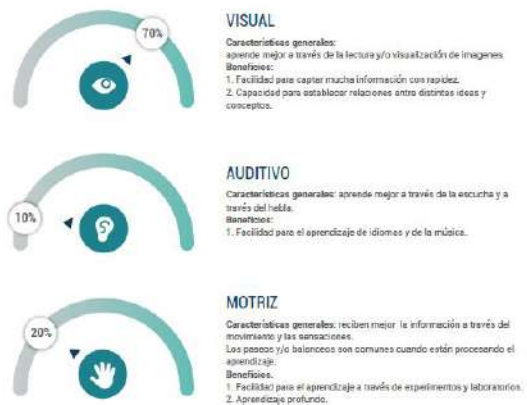 70%
VISUAL
Características generales:
aprende mejor a través de la lectura y/o visualización de imagenes.
Beneficios:
1. Facilidad para captar mucha información con rapidez.
2. Capacidad para establecer relaciones entre distintas ideas y
conceptos.
10%
AUDITIVO
Características generales: aprende mejor a través de la escucha y a
través del habla.
Beneficios:
1. Facilidad para el aprendizaje de idiomas y de la música.
20%
MOTRIZ
Características generales: reciben mejor la información a través del
movimiento y las sensaciones.
Los paseos y/o balanceos son comunes cuando están procesando el
aprendizaje.
Beneficios.
1. Facilidad para el aprendizaje a través de experimentos y laboratorios.
2. Aprendizaje profundo.